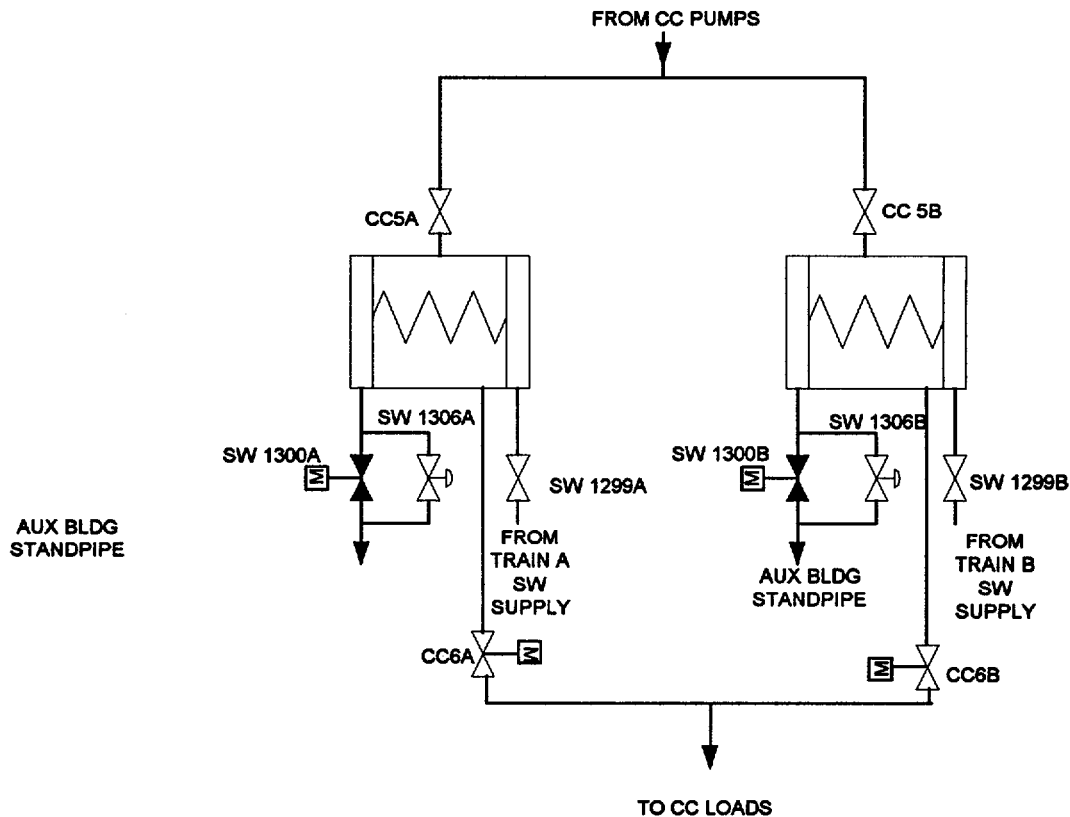 FROM CC PUMPS
CC5A
CC 5B
SW 1306A
SW 1300A
M
SW 1299A
FROM
TRAIN A
SW
SUPPLY
AUX BLDG
STANDPIPE
SW 1306B
SW 1300B
M
SW 1299B
FROM
TRAIN B
SW
SUPPLY
AUX BLDG
STANDPIPE
CC6A
M
M
CC6B
TO CC LOADS